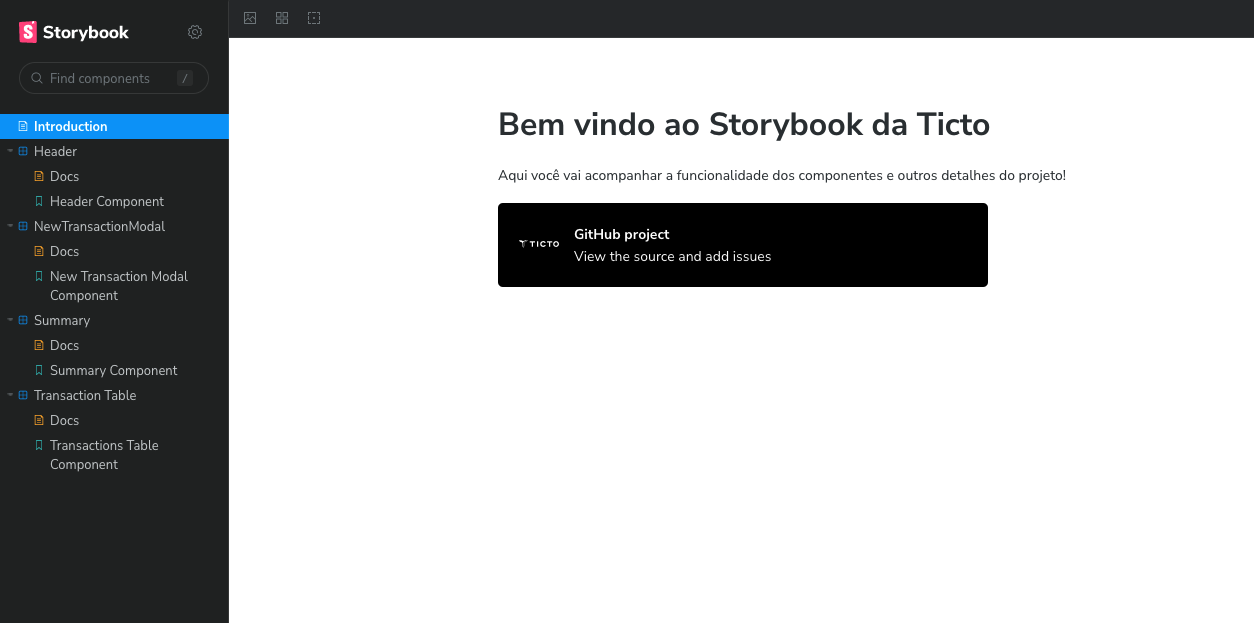 Storybook
Find components
/
Introduction
Header
Docs
Header Component
NewTransactionModal
Docs
New Transaction Modal
Component
Summary
Docs
Summary Component
Transaction Table
Docs
Transactions Table
Component
Bem vindo ao Storybook da Ticto
Aqui você vai acompanhar a funcionalidade dos componentes e outros detalhes do projeto!
TICTO
GitHub project
View the source and add issues